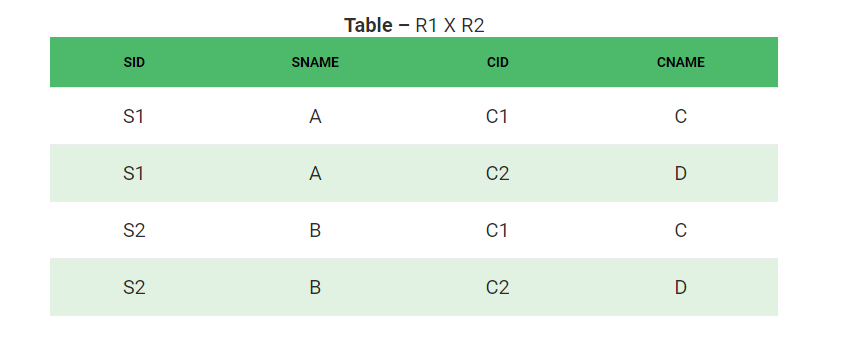 Table – R1 X R2
SID SNAME CID CNAME
S1 A C1 C
S1 A C2 D
S2 B C1 C
S2 B C2 D